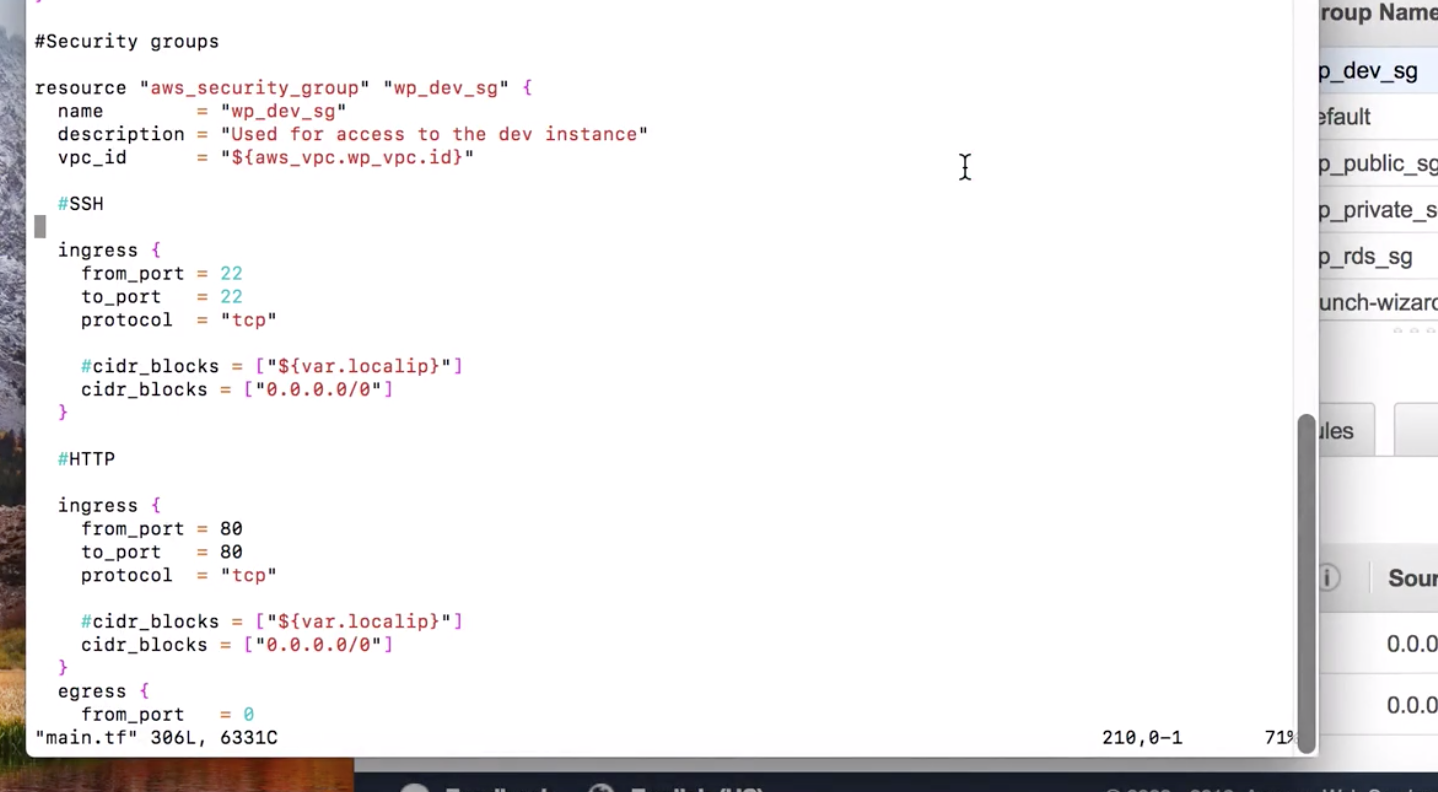 #Security groups
resource "aws_security_group" "wp_dev_sg" {
name = "wp_dev_sg"
description = "Used for access to the dev instance"
vpc_id = "${aws_vpc.wp_vpc.id}"
#SSH
ingress {
from_port = 22
to_port = 22
protocol = "tcp"
#cidr_blocks = ["${var.localip}"]
cidr_blocks = ["0.0.0.0/0"]
}
#HTTP
ingress {
from_port = 80
to_port = 80
protocol = "tcp"
#cidr_blocks = ["${var.localip}"]
cidr_blocks = ["0.0.0.0/0"]
}
egress {
from_port = 0
"main.tf" 306L, 6331C 210,0-1 71%
roup Name
p_dev_sg
efault
p_public_sg
p_private_s
p_rds_sg
unch-wizard
ules
Sour
0.0.0
0.0.0